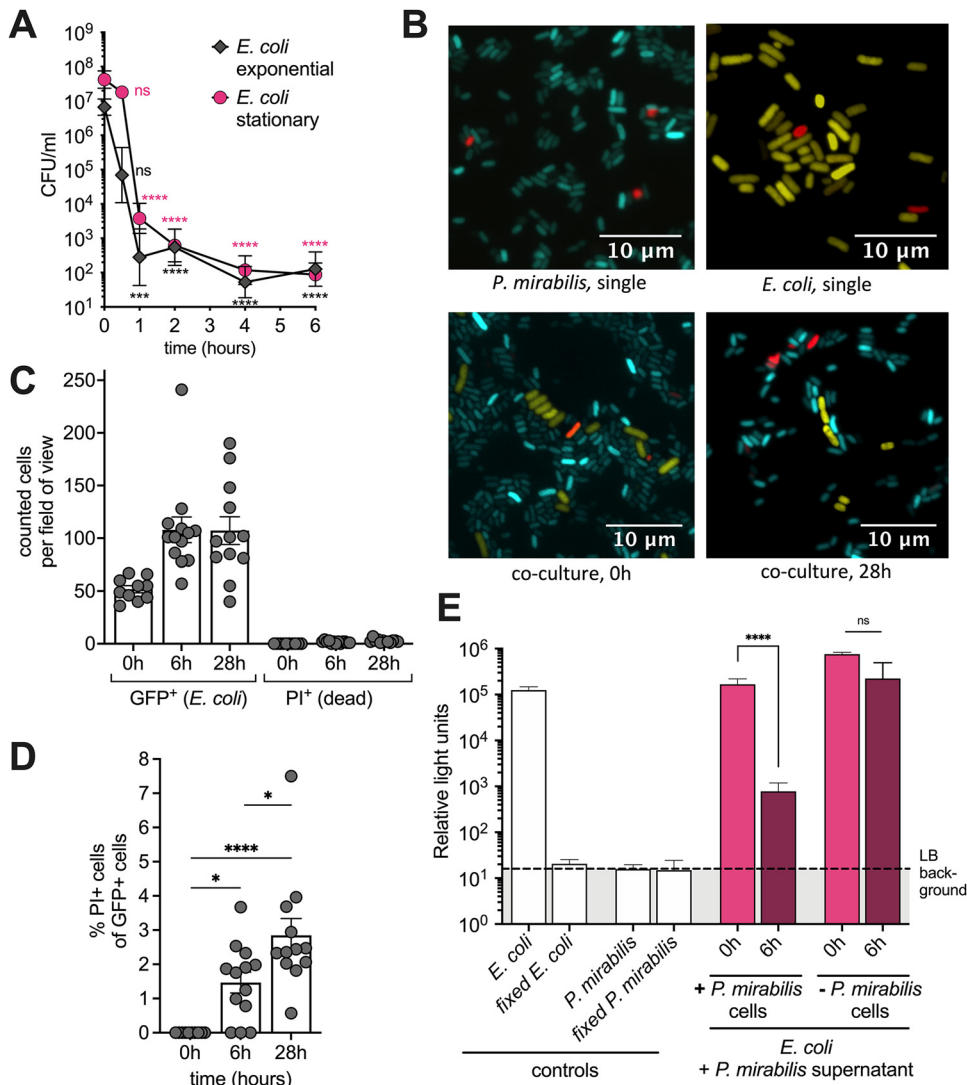 A
10⁹
10⁸
10⁷
10⁶
10⁵
10⁴
10³
10²
10¹
CFU/ml
E. coli
exponential
E. coli
stationary
ns
ns
****
****
****
****
***
****
****
****
0 1 2 3 4 5 6
time (hours)
B
10 µm
10 µm
P. mirabilis, single
E. coli, single
10 µm
10 µm
co-culture, 0h
co-culture, 28h
C
250
200
150
100
50
0
counted cells
per field of view
0h 6h 28h 0h 6h 28h
GFP⁺ (E. coli)
PI⁺ (dead)
D
8
7
6
5
4
3
2
1
0
% PI+ cells
of GFP+ cells
*
****
*
0h 6h 28h
time (hours)
E
10⁶
10⁵
10⁴
10³
10²
10¹
10⁰
Relative light units
****
ns
LB
back-
ground
E. coli
fixed E. coli
P. mirabilis
fixed P. mirabilis
0h 6h 0h 6h
+ P. mirabilis
cells
- P. mirabilis
cells
controls
E. coli
+ P. mirabilis supernatant